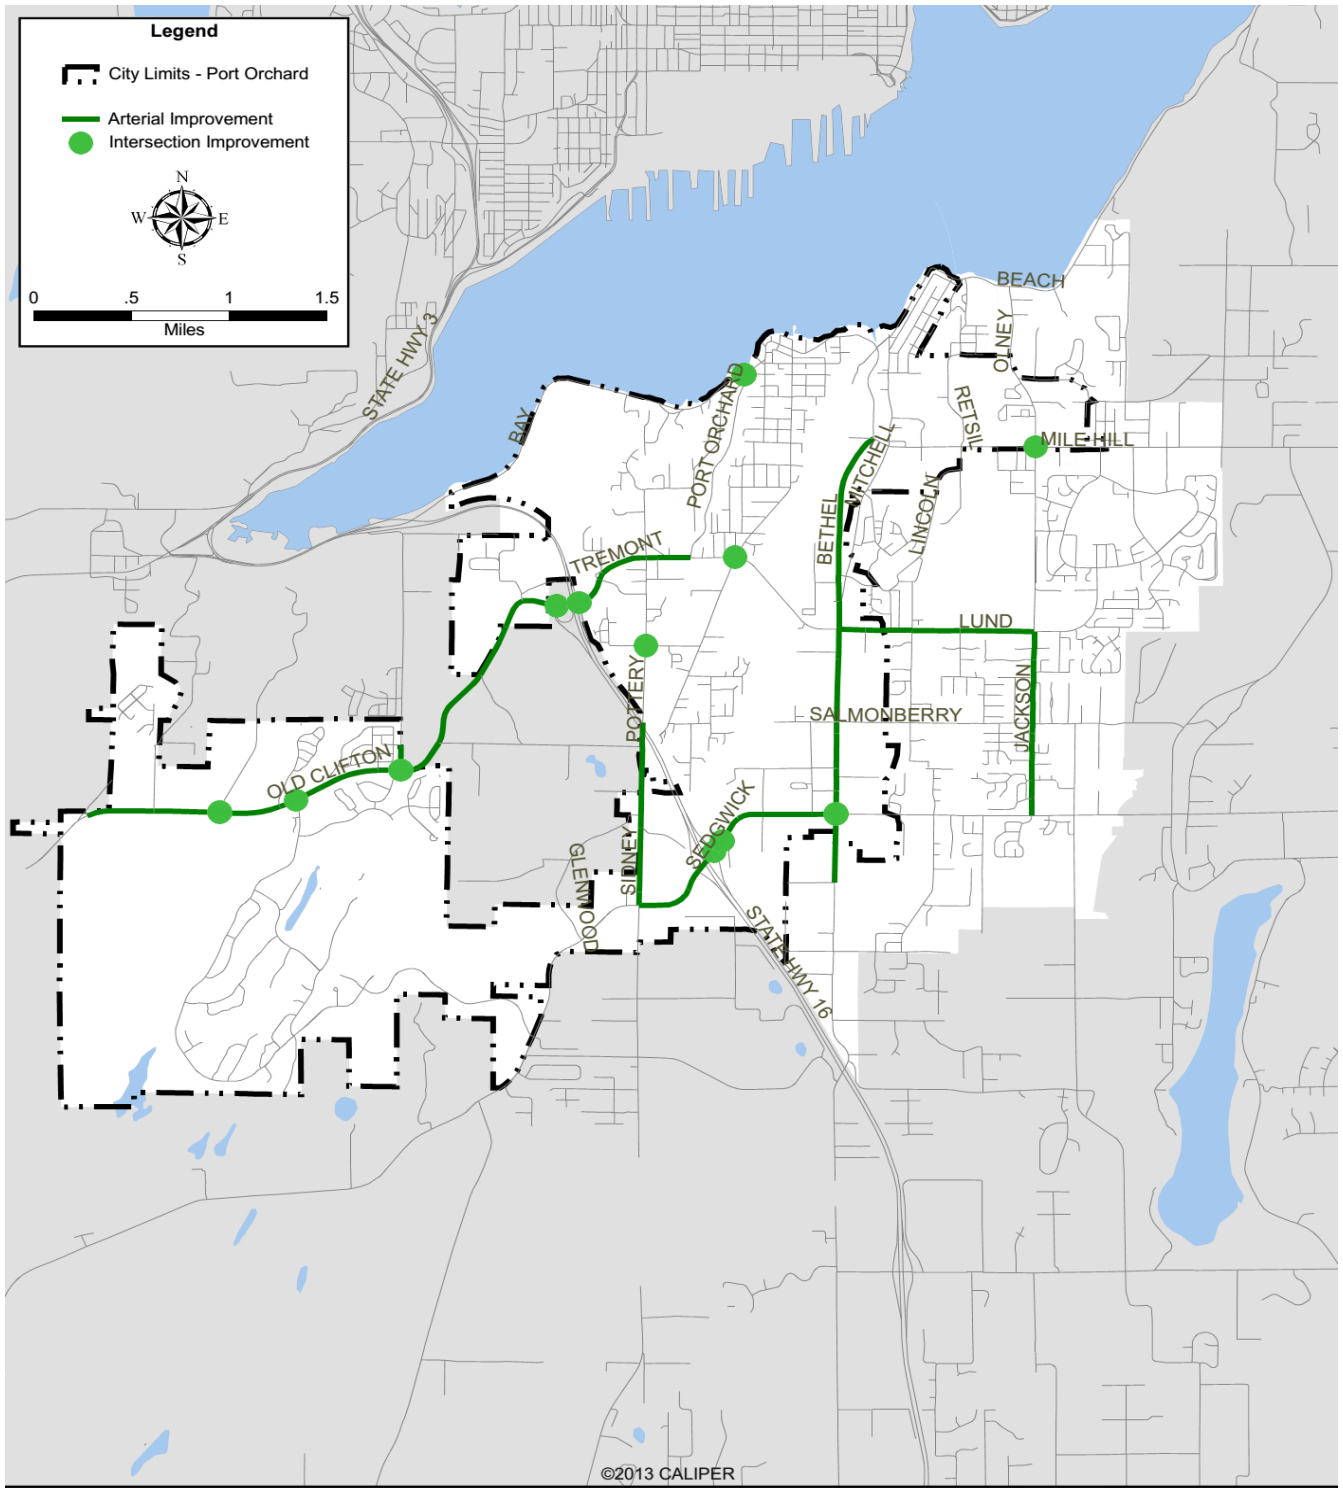 Legend
City Limits - Port Orchard
Arterial Improvement
Intersection Improvement
N
W E
S
0 .5 1 1.5
Miles
STATE HWY 3
BEACH
OLNEY
PORT ORCHARD
RETSIL
BAY
MITCHELL
MILE HILL
LINCOLN
BETHEL
TREMONT
LUND
POTTERY
JACKSON
SALMONBERRY
OLD CLIFTON
SEDGWICK
SIDNEY
GLENWOOD
STATE HWY 16
©2013 CALIPER